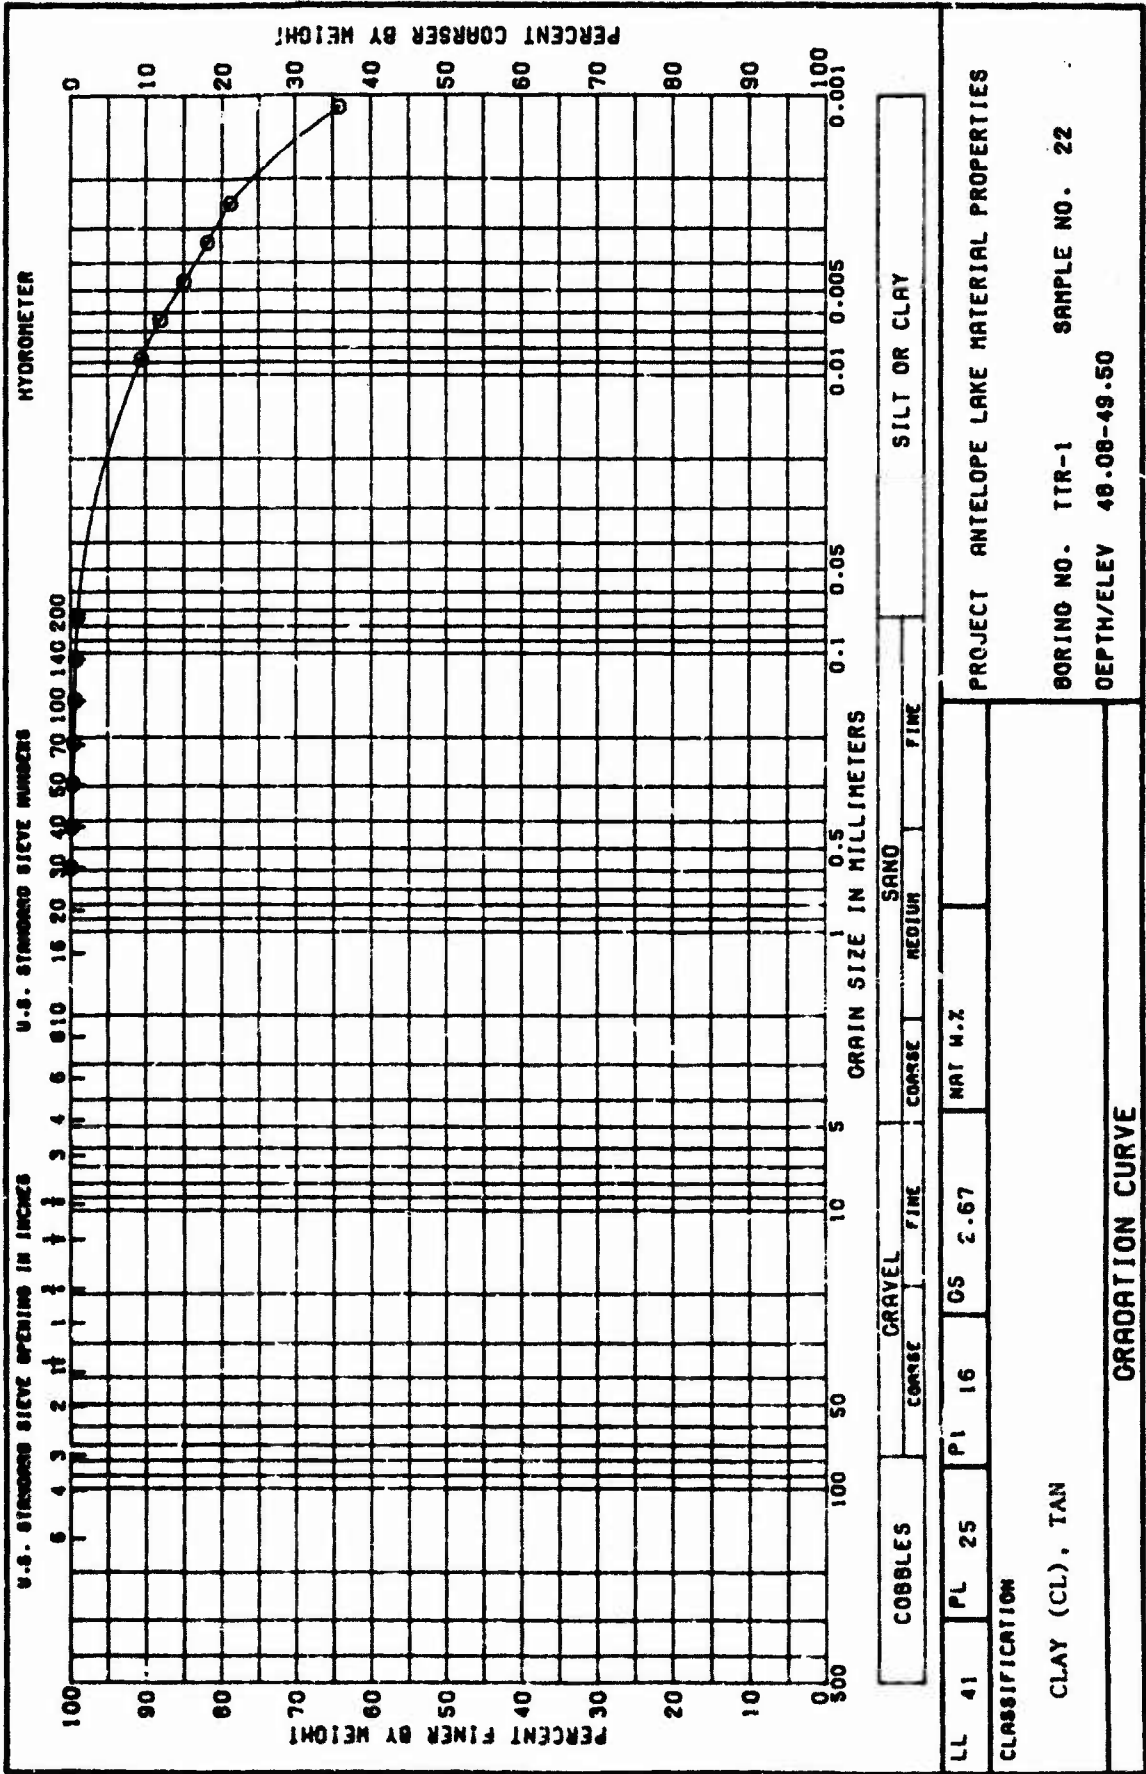 U.S. STANDARD SIEVE OPENING IN INCHES
U.S. STANDARD SIEVE NUMBERS
HYDROMETER
6 4 3 2 1½ 1 ¾ ½ ⅜ 3 4 6 8 10 16 20 30 40 50 70 100 140 200
PERCENT FINER BY WEIGHT
100
90
80
70
60
50
40
30
20
10
0
PERCENT COARSER BY WEIGHT
0
10
20
30
40
50
60
70
80
90
100
500 100 50 10 5 1 0.5 0.1 0.05 0.01 0.005 0.001
GRAIN SIZE IN MILLIMETERS
COBBLES GRAVEL SAND SILT OR CLAY
COARSE FINE COARSE MEDIUM FINE
LL 41 PL 25 PI 16 GS 2.67 NAT W.%
CLASSIFICATION
CLAY (CL), TAN
PROJECT ANTELOPE LAKE MATERIAL PROPERTIES
BORING NO. TTR-1 SAMPLE NO. 22
DEPTH/ELEV 48.08-49.50
GRADATION CURVE